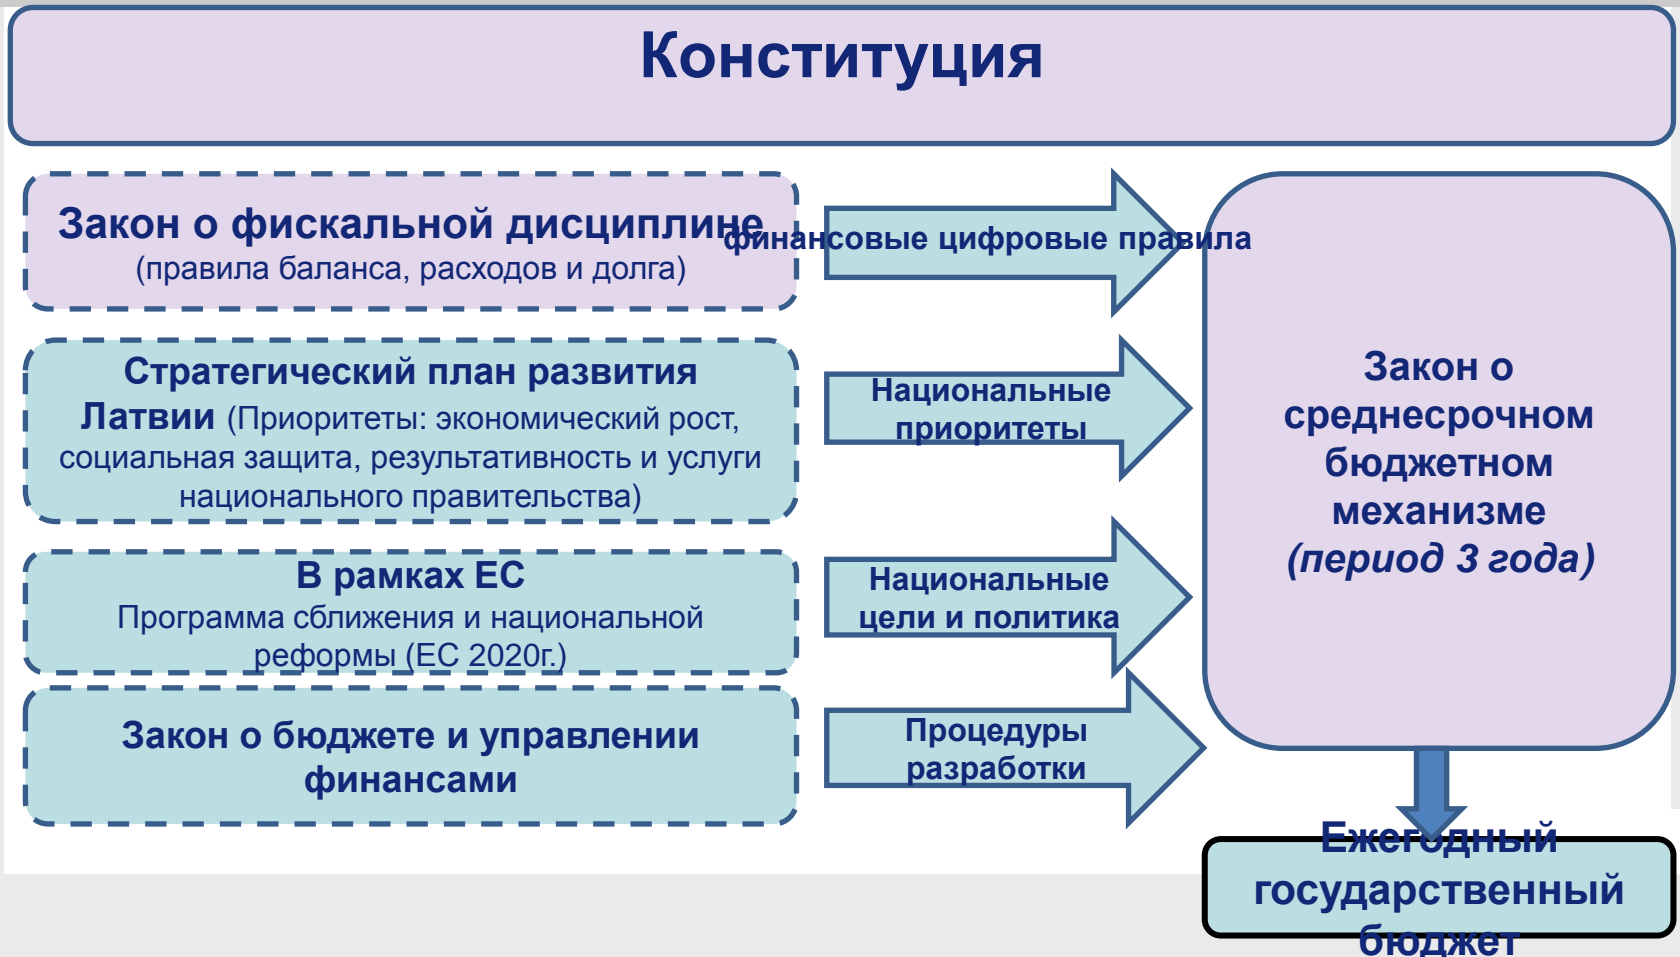 Конституция
Закон о фискальной дисциплине
(правила баланса, расходов и долга)
финансовые цифровые правила
Стратегический план развития
Латвии (Приоритеты: экономический рост,
социальная защита, результативность и услуги
национального правительства)
Национальные
приоритеты
В рамках ЕС
Программа сближения и национальной
реформы (ЕС 2020г.)
Национальные
цели и политика
Закон о бюджете и управлении
финансами
Процедуры
разработки
Закон о
среднесрочном
бюджетном
механизме
(период 3 года)
Ежегодный
государственный
бюджет